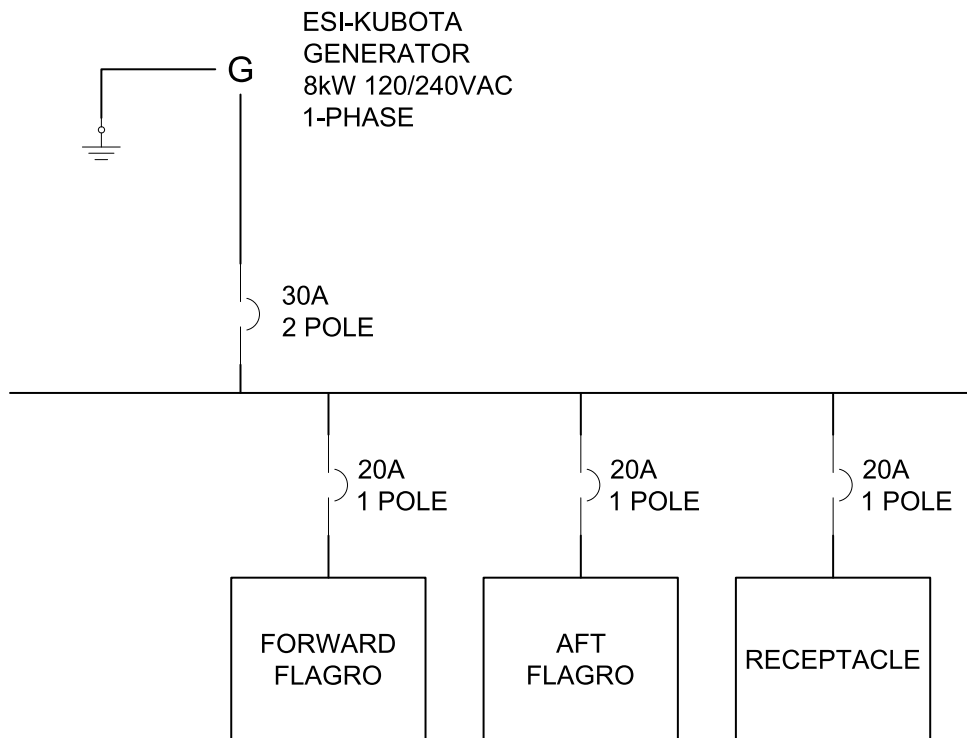 ESI-KUBOTA
GENERATOR
8kW 120/240VAC
1-PHASE
G
30A
2 POLE
20A
1 POLE
20A
1 POLE
20A
1 POLE
FORWARD
FLAGRO
AFT
FLAGRO
RECEPTACLE